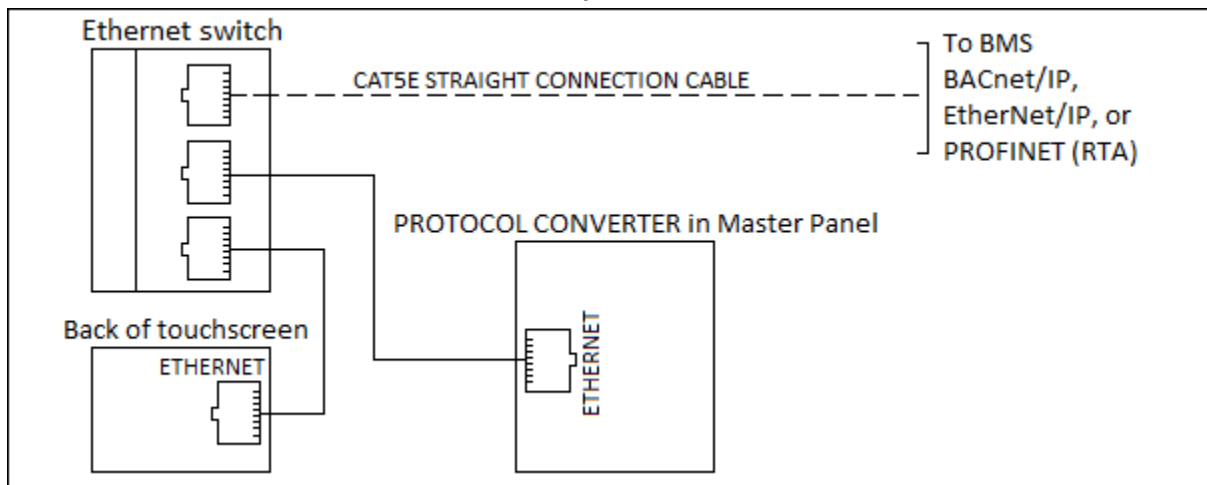 Ethernet switch
CAT5E STRAIGHT CONNECTION CABLE
To BMS
BACnet/IP,
EtherNet/IP, or
PROFINET (RTA)
PROTOCOL CONVERTER in Master Panel
ETHERNET
Back of touchscreen
ETHERNET